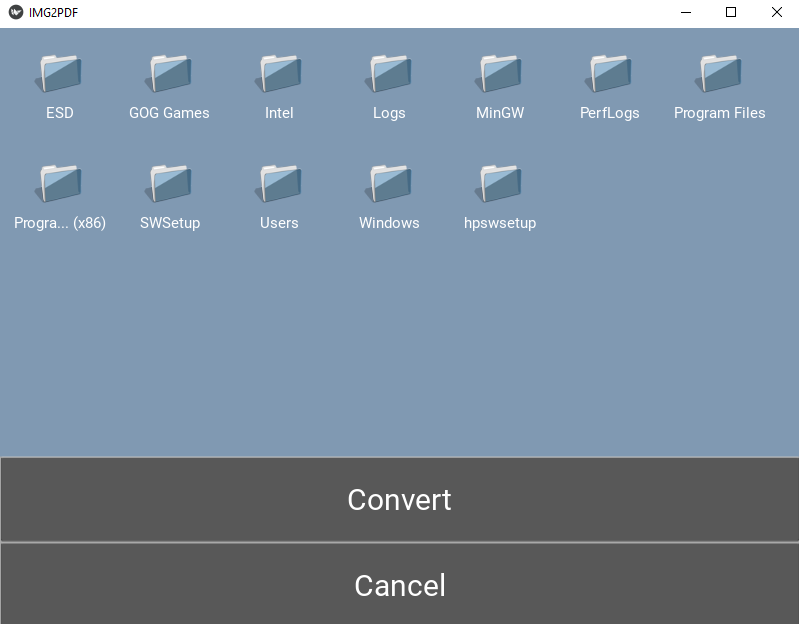 IMG2PDF
ESD GOG Games Intel Logs MinGW PerfLogs Program Files
Progra... (x86) SWSetup Users Windows hpswsetup
Convert
Cancel